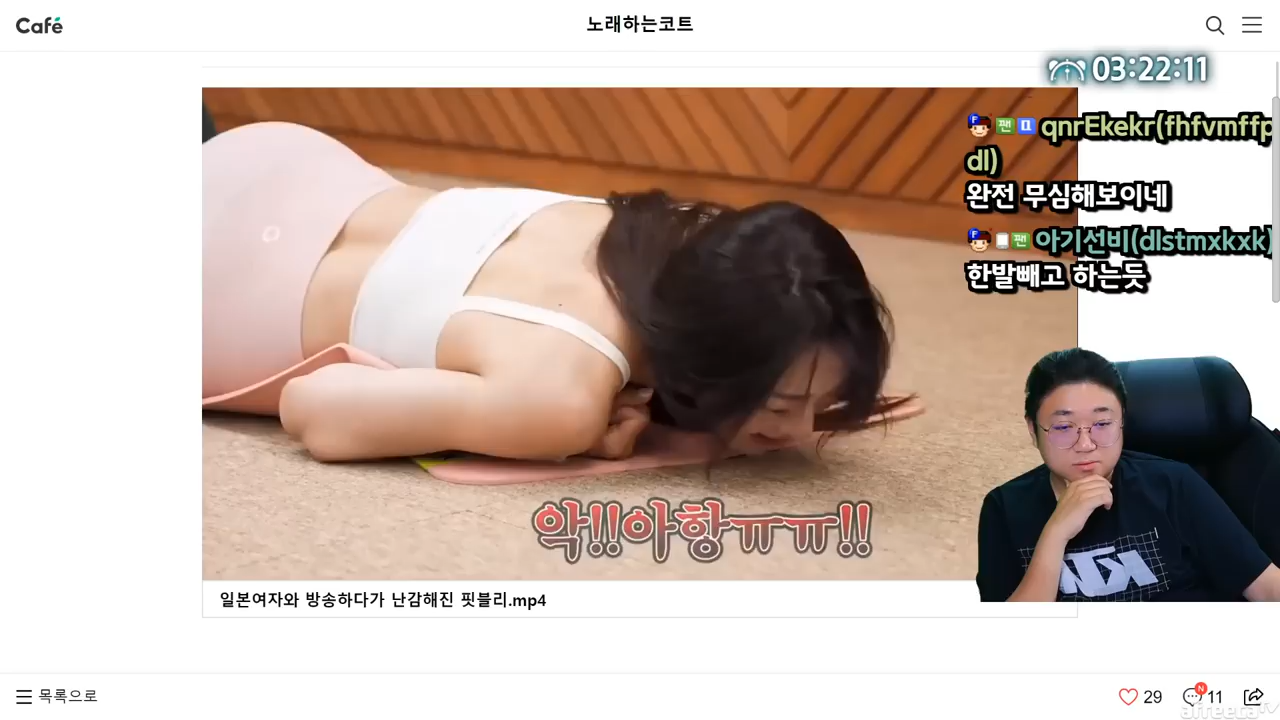 Café
노래하는코트
03:22:11
qnrEkekr(fhfvmffp
dl)
완전 무심해보이네
아기선비(dlstmxkxk)
한발빼고 하는듯
악!!아항ㅠㅠ!!
일본여자와 방송하다가 난감해진 핏블리.mp4
목록으로
29
N
11
afreecaTV